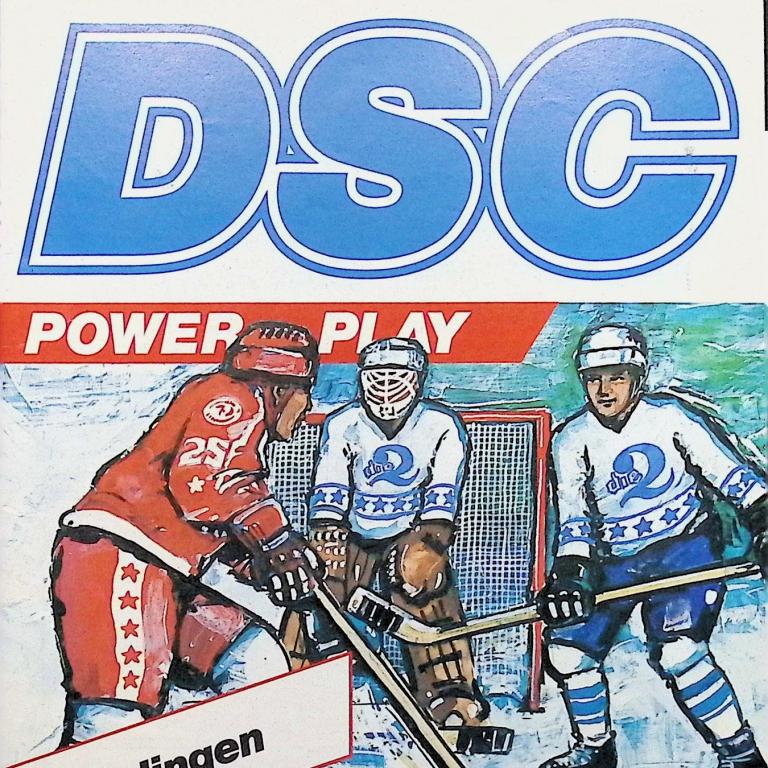 DSC
POWER PLAY
25
die 2
die 2
lingen